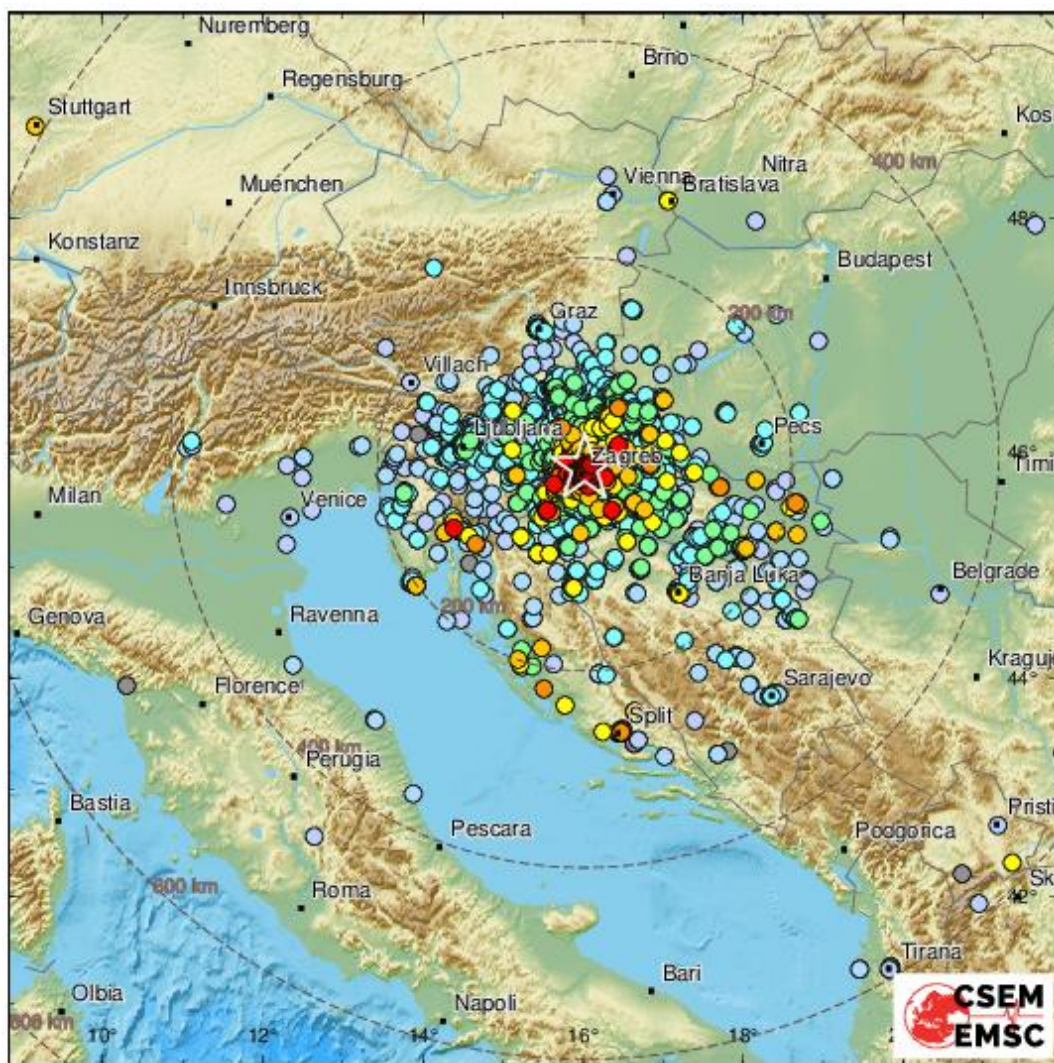 Nuremberg
Brno
Regensburg
Stuttgart
Kos
400 km
Nitra
Vienna
Bratislava
Muenchen
48°
Konstanz
Budapest
Innsbruck
200 km
Graz
Villach
Ljubljana
Pecs
Zagreb
46°
Timi
Milan
Venice
Banja Luka
Belgrade
200 km
Ravenna
Genova
Kraguj
44°
Sarajevo
Florence
Split
400 km
Perugia
Bastia
Pristi
Pescara
Podgorica
600 km
Roma
Sk
42°
Tirana
Bari
Olbia
Napoli
800 km
10°
12°
14°
16°
18°
CSEM
EMSC